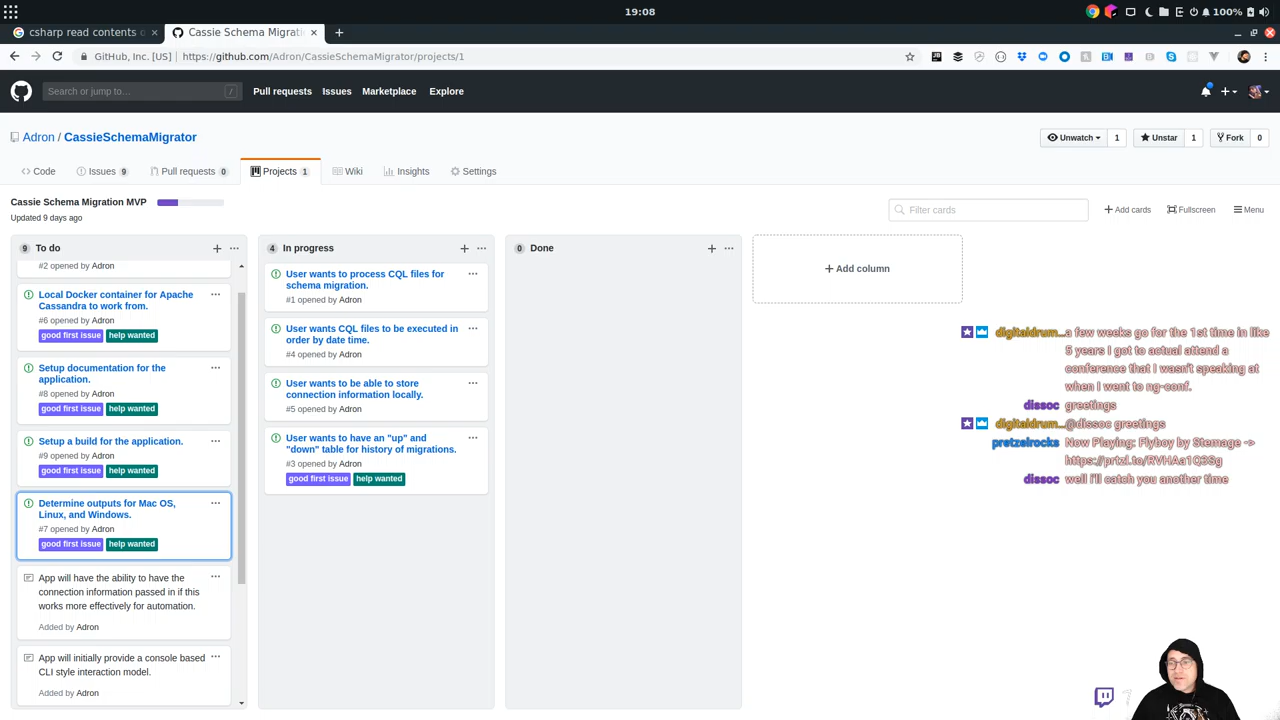 19:08
100%
csharp read contents o
Cassie Schema Migrati
GitHub, Inc. [US] | https://github.com/Adron/CassieSchemaMigrator/projects/1
Search or jump to… /
Pull requests
Issues
Marketplace
Explore
Adron / CassieSchemaMigrator
Unwatch 1
Unstar 1
Fork 0
Code
Issues 9
Pull requests 0
Projects 1
Wiki
Insights
Settings
Cassie Schema Migration MVP
Updated 9 days ago
Filter cards
Add cards
Fullscreen
Menu
9 To do
#2 opened by Adron
Local Docker container for Apache
Cassandra to work from.
#6 opened by Adron
good first issue help wanted
Setup documentation for the
application.
#8 opened by Adron
good first issue help wanted
Setup a build for the application.
#9 opened by Adron
good first issue help wanted
Determine outputs for Mac OS,
Linux, and Windows.
#7 opened by Adron
good first issue help wanted
App will have the ability to have the
connection information passed in if this
works more effectively for automation.
Added by Adron
App will initially provide a console based
CLI style interaction model.
Added by Adron
4 In progress
User wants to process CQL files for
schema migration.
#1 opened by Adron
User wants CQL files to be executed in
order by date time.
#4 opened by Adron
User wants to be able to store
connection information locally.
#5 opened by Adron
User wants to have an "up" and
"down" table for history of migrations.
#3 opened by Adron
good first issue help wanted
0 Done
Add column
digitaldrum... a few weeks go for the 1st time in like
5 years I got to actual attend a
conference that I wasn't speaking at
when I went to ng-conf.
dissoc greetings
digitaldrum... @dissoc greetings
pretzelrocks Now Playing: Flyboy by Stemage ->
dissoc well i'll catch you another time